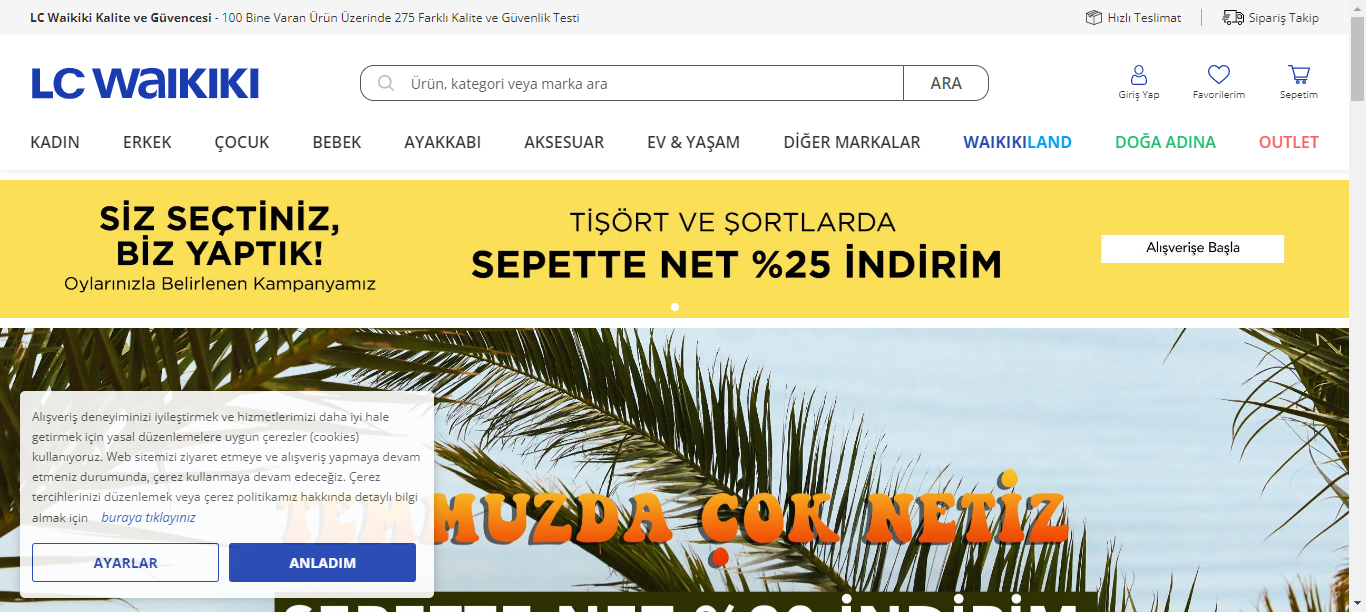 LC Waikiki Kalite ve Güvencesi - 100 Bine Varan Ürün Üzerinde 275 Farklı Kalite ve Güvenlik Testi
Hızlı Teslimat
Sipariş Takip
LC WAIKIKI
Ürün, kategori veya marka ara
ARA
Giriş Yap
Favorilerim
Sepetim
KADIN ERKEK ÇOCUK BEBEK AYAKKABI AKSESUAR EV & YAŞAM DİĞER MARKALAR WAIKIKILAND DOĞA ADINA OUTLET
SİZ SEÇTİNİZ,
BİZ YAPTIK!
Oylarınızla Belirlenen Kampanyamız
TİŞÖRT VE ŞORTLARDA
SEPETTE NET %25 İNDİRİM
Alışverişe Başla
Alışveriş deneyiminizi iyileştirmek ve hizmetlerimizi daha iyi hale
getirmek için yasal düzenlemelere uygun çerezler (cookies)
kullanıyoruz. Web sitemizi ziyaret etmeye ve alışveriş yapmaya devam
etmeniz durumunda, çerez kullanmaya devam edeceğiz. Çerez
tercihlerinizi düzenlemek veya çerez politikamız hakkında detaylı bilgi
almak için buraya tıklayınız
AYARLAR
ANLADIM
TEMMUZDA ÇOK NETİZ
SEPETTE NET İNDİRİM